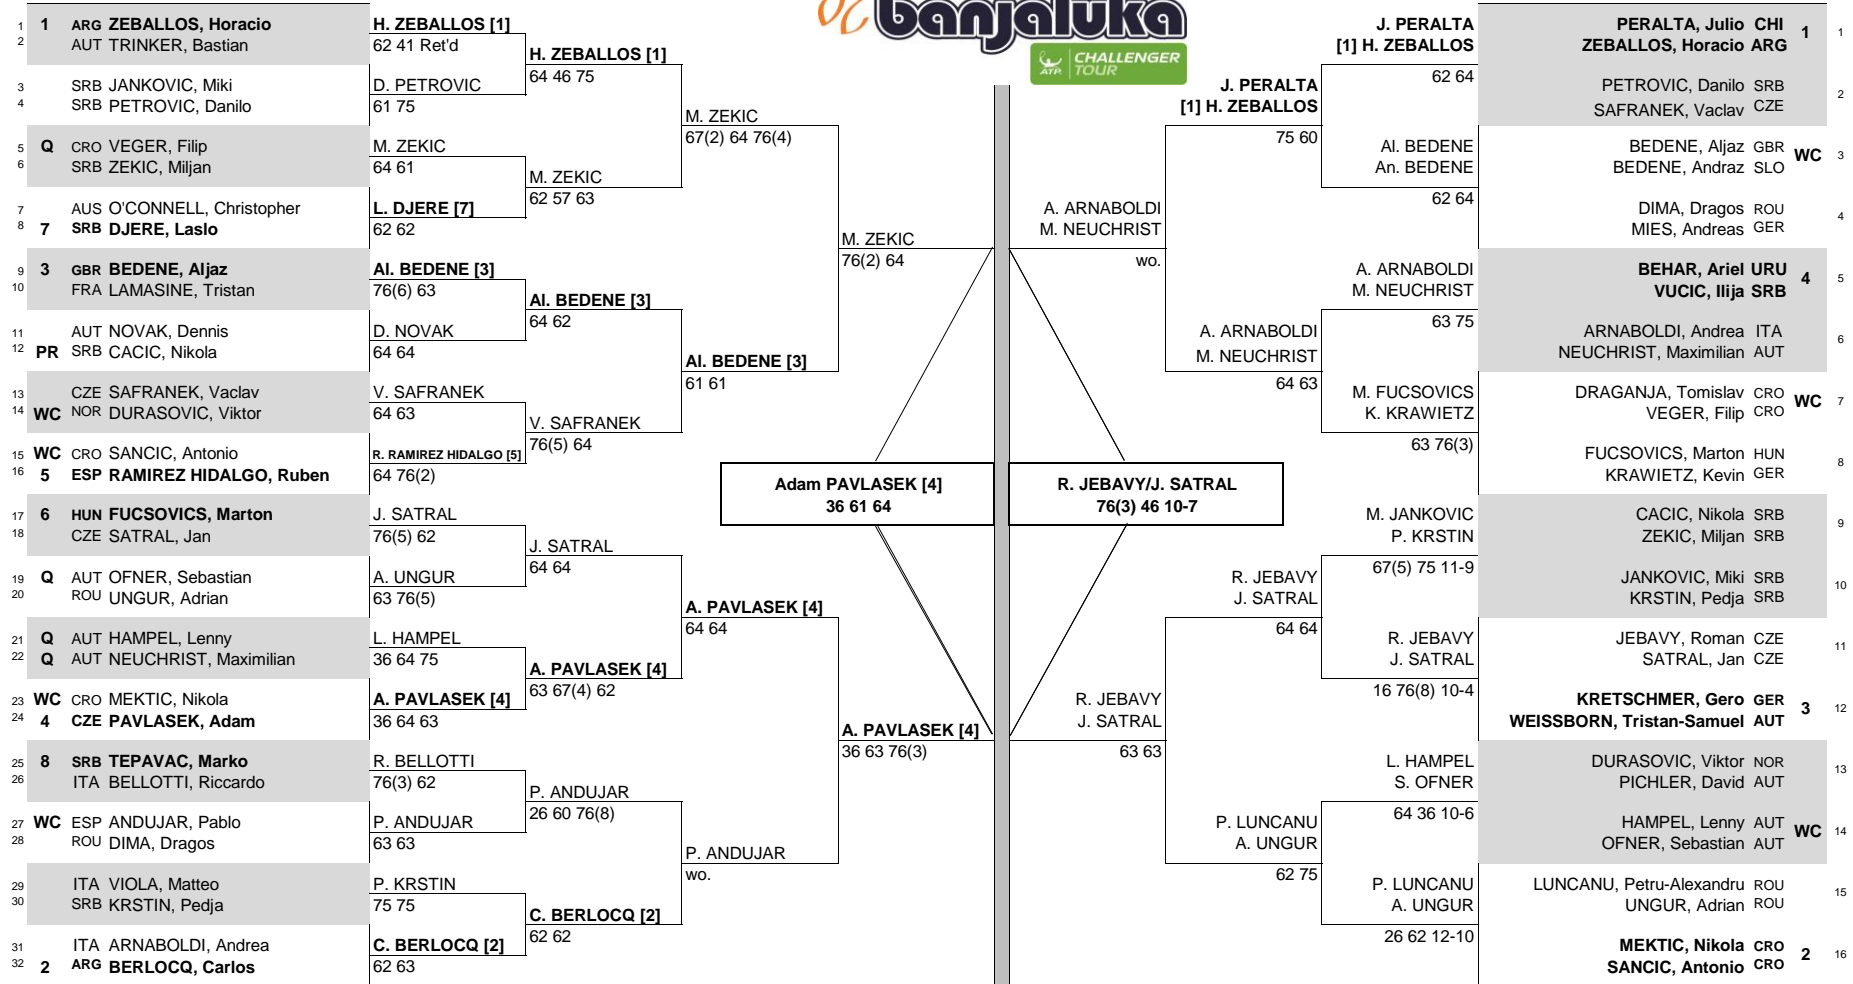 banjaluka
ATP CHALLENGER
TOUR
1 1 ARG ZEBALLOS, Horacio
2 AUT TRINKER, Bastian
3 SRB JANKOVIC, Miki
4 SRB PETROVIC, Danilo
5 Q CRO VEGER, Filip
6 SRB ZEKIC, Miljan
7 AUS O'CONNELL, Christopher
8 7 SRB DJERE, Laslo
9 3 GBR BEDENE, Aljaz
10 FRA LAMASINE, Tristan
11 AUT NOVAK, Dennis
12 PR SRB CACIC, Nikola
13 CZE SAFRANEK, Vaclav
14 WC NOR DURASOVIC, Viktor
15 WC CRO SANCIC, Antonio
16 5 ESP RAMIREZ HIDALGO, Ruben
17 6 HUN FUCSOVICS, Marton
18 CZE SATRAL, Jan
19 Q AUT OFNER, Sebastian
20 ROU UNGUR, Adrian
21 Q AUT HAMPEL, Lenny
22 Q AUT NEUCHRIST, Maximilian
23 WC CRO MEKTIC, Nikola
24 4 CZE PAVLASEK, Adam
25 8 SRB TEPAVAC, Marko
26 ITA BELLOTTI, Riccardo
27 WC ESP ANDUJAR, Pablo
28 ROU DIMA, Dragos
29 ITA VIOLA, Matteo
30 SRB KRSTIN, Pedja
31 ITA ARNABOLDI, Andrea
32 2 ARG BERLOCQ, Carlos
H. ZEBALLOS [1]
62 41 Ret'd
D. PETROVIC
61 75
M. ZEKIC
64 61
L. DJERE [7]
62 62
Al. BEDENE [3]
76(6) 63
D. NOVAK
64 64
V. SAFRANEK
64 63
R. RAMIREZ HIDALGO [5]
64 76(2)
J. SATRAL
76(5) 62
A. UNGUR
63 76(5)
L. HAMPEL
36 64 75
A. PAVLASEK [4]
36 64 63
R. BELLOTTI
76(3) 62
P. ANDUJAR
63 63
P. KRSTIN
75 75
C. BERLOCQ [2]
62 63
H. ZEBALLOS [1]
64 46 75
M. ZEKIC
62 57 63
Al. BEDENE [3]
64 62
V. SAFRANEK
76(5) 64
J. SATRAL
64 64
A. PAVLASEK [4]
63 67(4) 62
P. ANDUJAR
26 60 76(8)
C. BERLOCQ [2]
62 62
M. ZEKIC
67(2) 64 76(4)
Al. BEDENE [3]
61 61
A. PAVLASEK [4]
64 64
P. ANDUJAR
wo.
M. ZEKIC
76(2) 64
A. PAVLASEK [4]
36 63 76(3)
Adam PAVLASEK [4]
36 61 64
R. JEBAVY/J. SATRAL
76(3) 46 10-7
A. ARNABOLDI
M. NEUCHRIST
wo.
R. JEBAVY
J. SATRAL
63 63
J. PERALTA
[1] H. ZEBALLOS
75 60
A. ARNABOLDI
M. NEUCHRIST
64 63
R. JEBAVY
J. SATRAL
64 64
P. LUNCANU
A. UNGUR
62 75
J. PERALTA
[1] H. ZEBALLOS
62 64
Al. BEDENE
An. BEDENE
62 64
A. ARNABOLDI
M. NEUCHRIST
63 75
M. FUCSOVICS
K. KRAWIETZ
63 76(3)
M. JANKOVIC
P. KRSTIN
67(5) 75 11-9
R. JEBAVY
J. SATRAL
16 76(8) 10-4
L. HAMPEL
S. OFNER
64 36 10-6
P. LUNCANU
A. UNGUR
26 62 12-10
PERALTA, Julio CHI
ZEBALLOS, Horacio ARG
1 1
PETROVIC, Danilo SRB
SAFRANEK, Vaclav CZE
2
BEDENE, Aljaz GBR
BEDENE, Andraz SLO
WC 3
DIMA, Dragos ROU
MIES, Andreas GER
4
BEHAR, Ariel URU
VUCIC, Ilija SRB
4 5
ARNABOLDI, Andrea ITA
NEUCHRIST, Maximilian AUT
6
DRAGANJA, Tomislav CRO
VEGER, Filip CRO
WC 7
FUCSOVICS, Marton HUN
KRAWIETZ, Kevin GER
8
CACIC, Nikola SRB
ZEKIC, Miljan SRB
9
JANKOVIC, Miki SRB
KRSTIN, Pedja SRB
10
JEBAVY, Roman CZE
SATRAL, Jan CZE
11
KRETSCHMER, Gero GER
WEISSBORN, Tristan-Samuel AUT
3 12
DURASOVIC, Viktor NOR
PICHLER, David AUT
13
HAMPEL, Lenny AUT
OFNER, Sebastian AUT
WC 14
LUNCANU, Petru-Alexandru ROU
UNGUR, Adrian ROU
15
MEKTIC, Nikola CRO
SANCIC, Antonio CRO
2 16